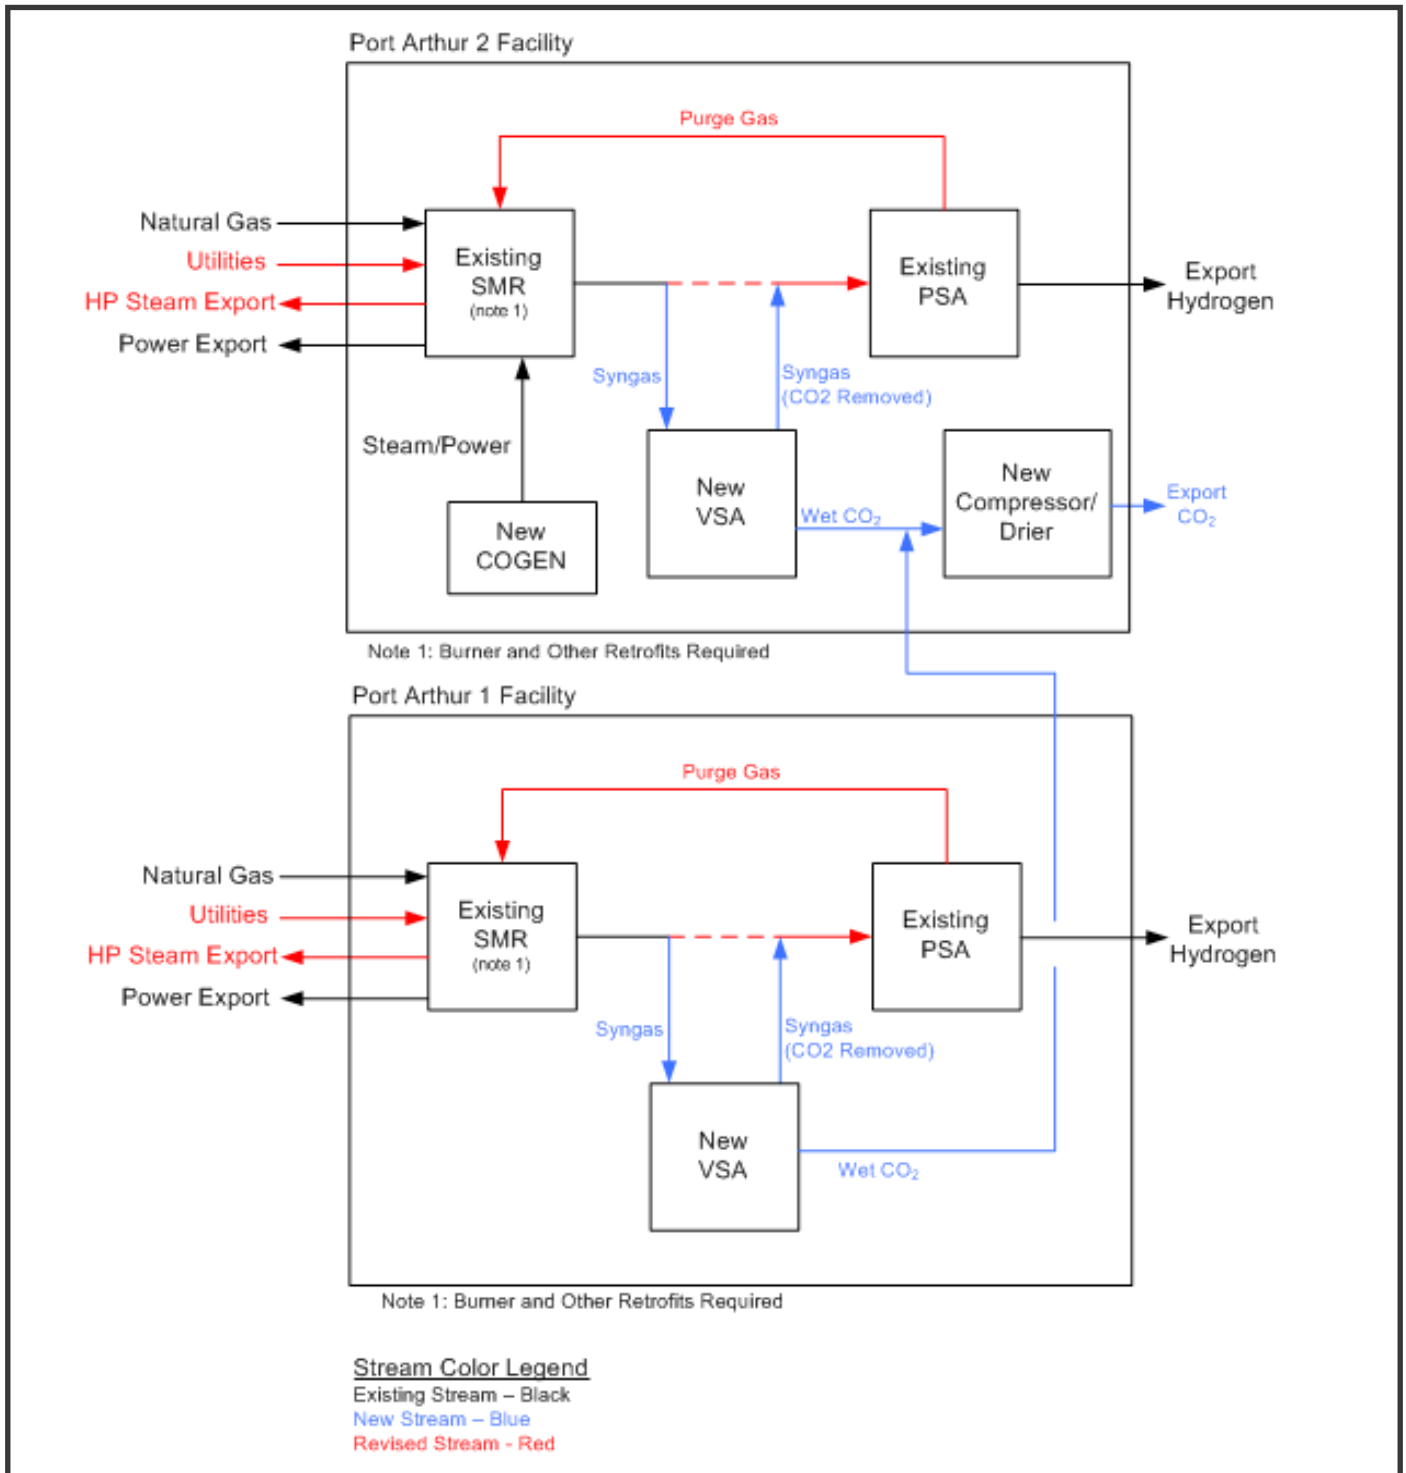 Port Arthur 2 Facility
Purge Gas
Natural Gas
Utilities
HP Steam Export
Power Export
Existing
SMR
(note 1)
Existing
PSA
Export
Hydrogen
Syngas
Syngas
(CO2 Removed)
Steam/Power
New
COGEN
New
VSA
Wet CO₂
New
Compressor/
Drier
Export
CO₂
Note 1: Burner and Other Retrofits Required
Port Arthur 1 Facility
Purge Gas
Natural Gas
Utilities
HP Steam Export
Power Export
Existing
SMR
(note 1)
Existing
PSA
Export
Hydrogen
Syngas
Syngas
(CO2 Removed)
New
VSA
Wet CO₂
Note 1: Burner and Other Retrofits Required
Stream Color Legend
Existing Stream – Black
New Stream – Blue
Revised Stream - Red